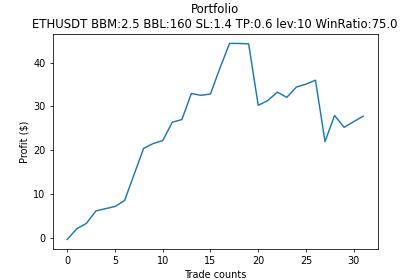 Portfolio
ETHUSDT BBM:2.5 BBL:160 SL:1.4 TP:0.6 lev:10 WinRatio:75.0
40
30
20
10
0
Profit ($)
0 5 10 15 20 25 30
Trade counts